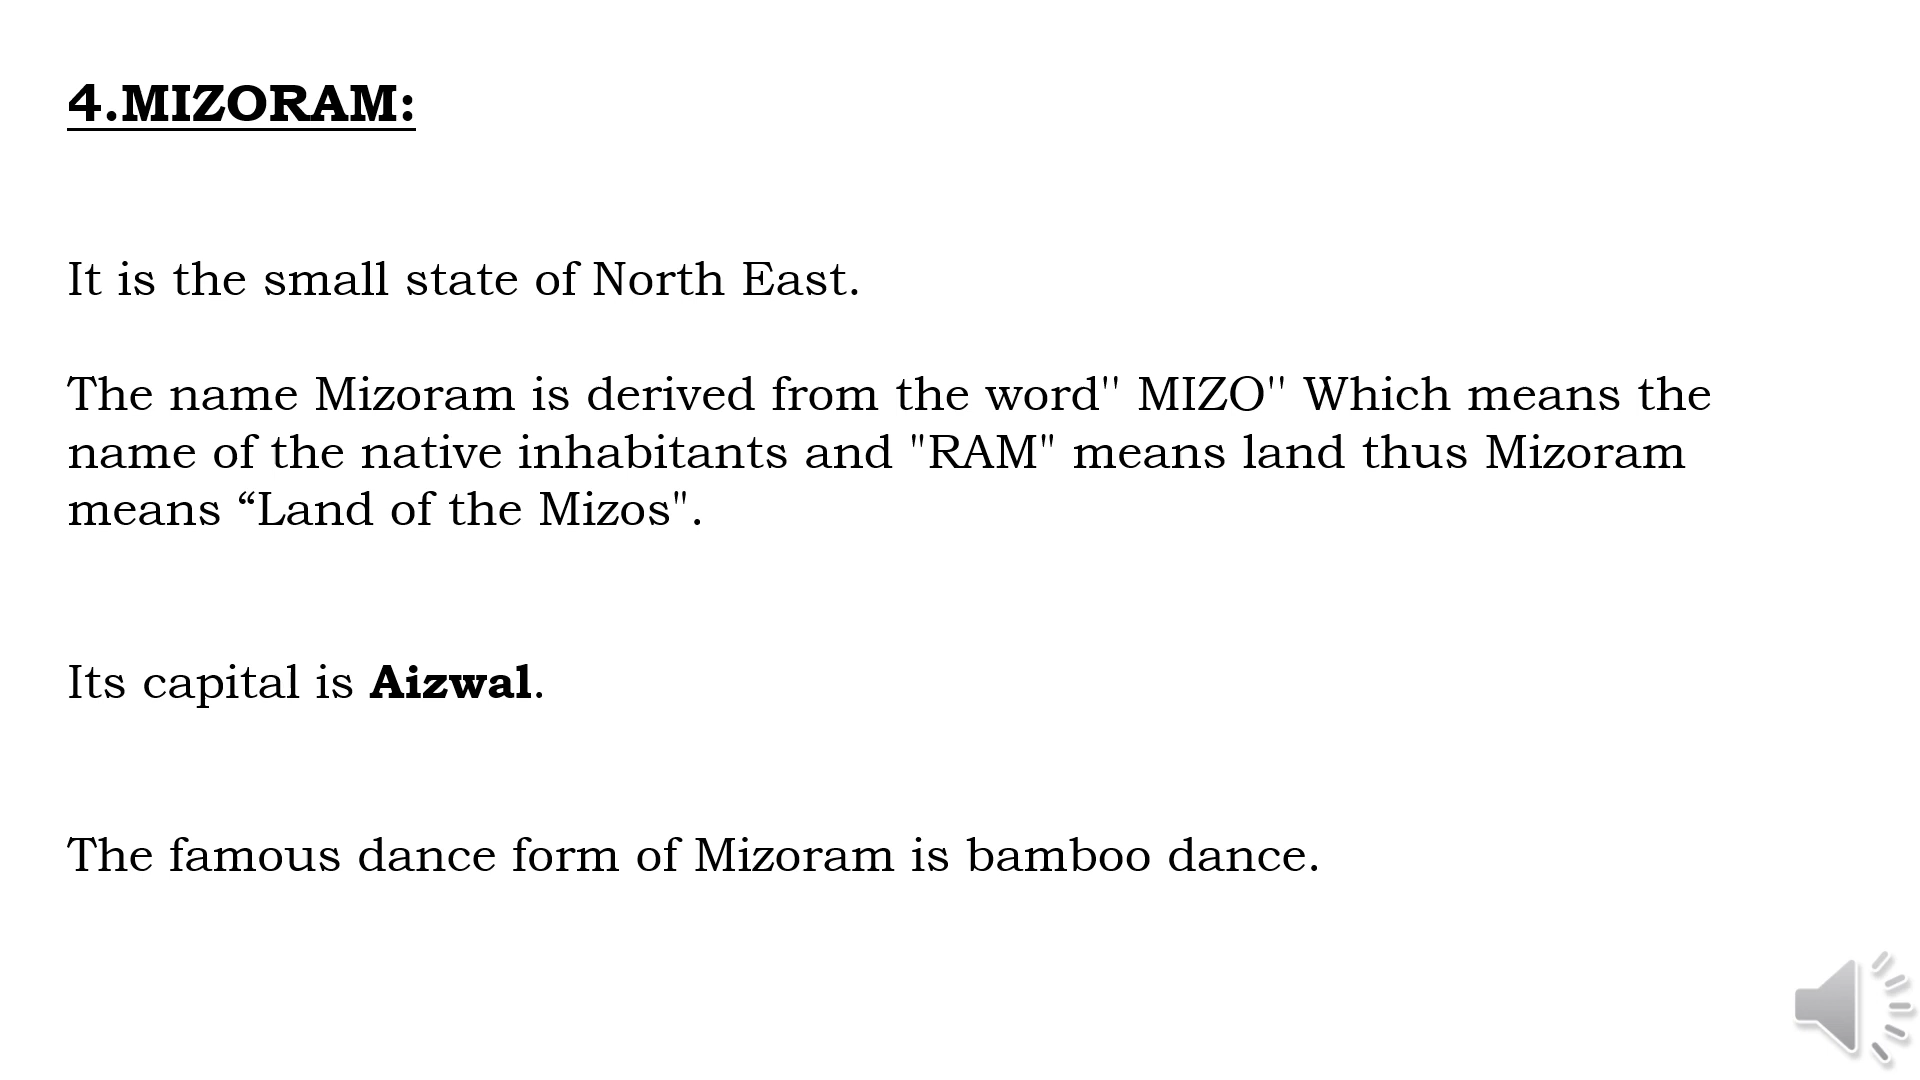 4.MIZORAM:
It is the small state of North East.
The name Mizoram is derived from the word'' MIZO'' Which means the
name of the native inhabitants and "RAM" means land thus Mizoram
means “Land of the Mizos".
Its capital is Aizwal.
The famous dance form of Mizoram is bamboo dance.